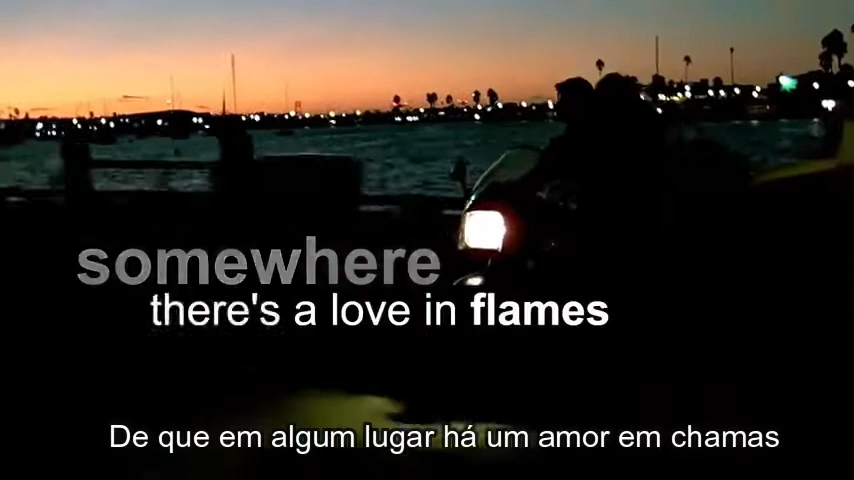 somewhere
there's a love in flames
De que em algum lugar há um amor em chamas